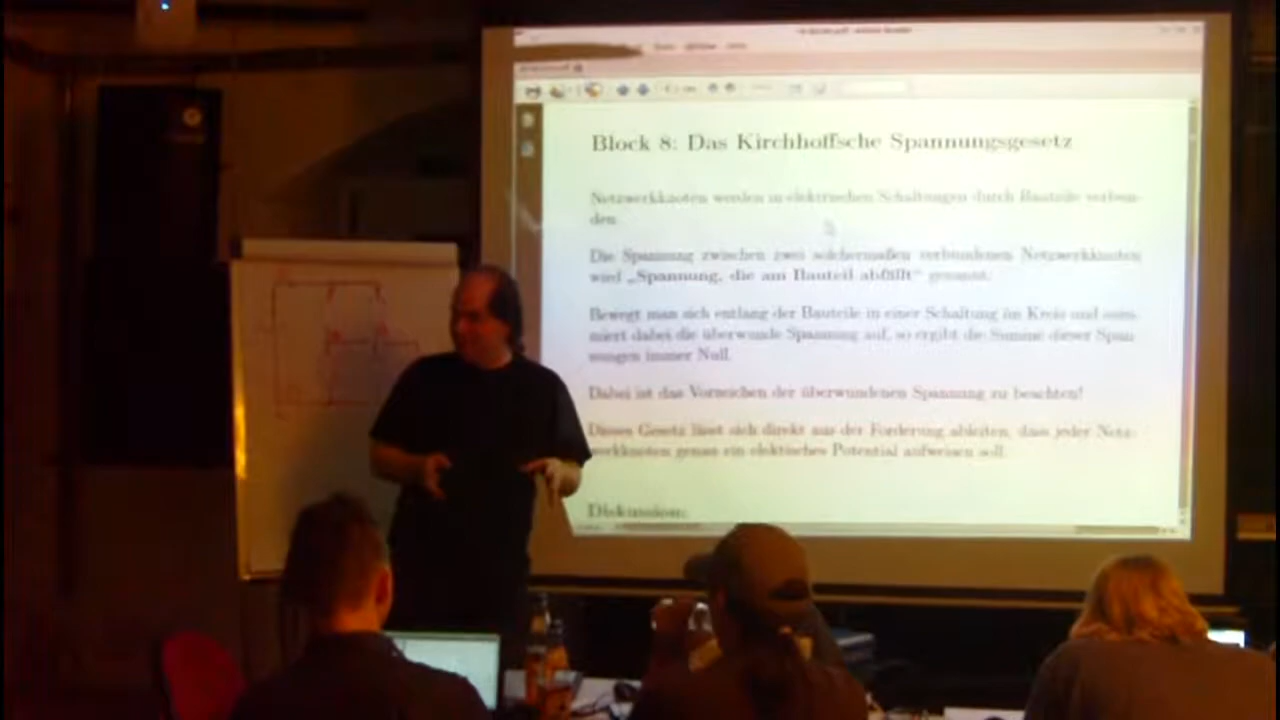 Block 8: Das Kirchhoffsche Spannungsgesetz
Netzwerkknoten werden in elektrischen Schaltungen durch Bauteile verbun-
den.
Die Spannung zwischen zwei solchermaßen verbundenen Netzwerkknoten
wird „Spannung, die am Bauteil abfällt“ genannt.
Bewegt man sich entlang der Bauteile in einer Schaltung im Kreis und sum-
miert dabei die überwunde Spannung auf, so ergibt die Summe dieser Span-
nungen immer Null.
Dabei ist das Vorzeichen der überwundenen Spannung zu beachten!
Dieses Gesetz lässt sich direkt aus der Forderung ableiten, dass jeder Netz-
werkknoten genau ein elektisches Potential aufweisen soll.
Diskussion: